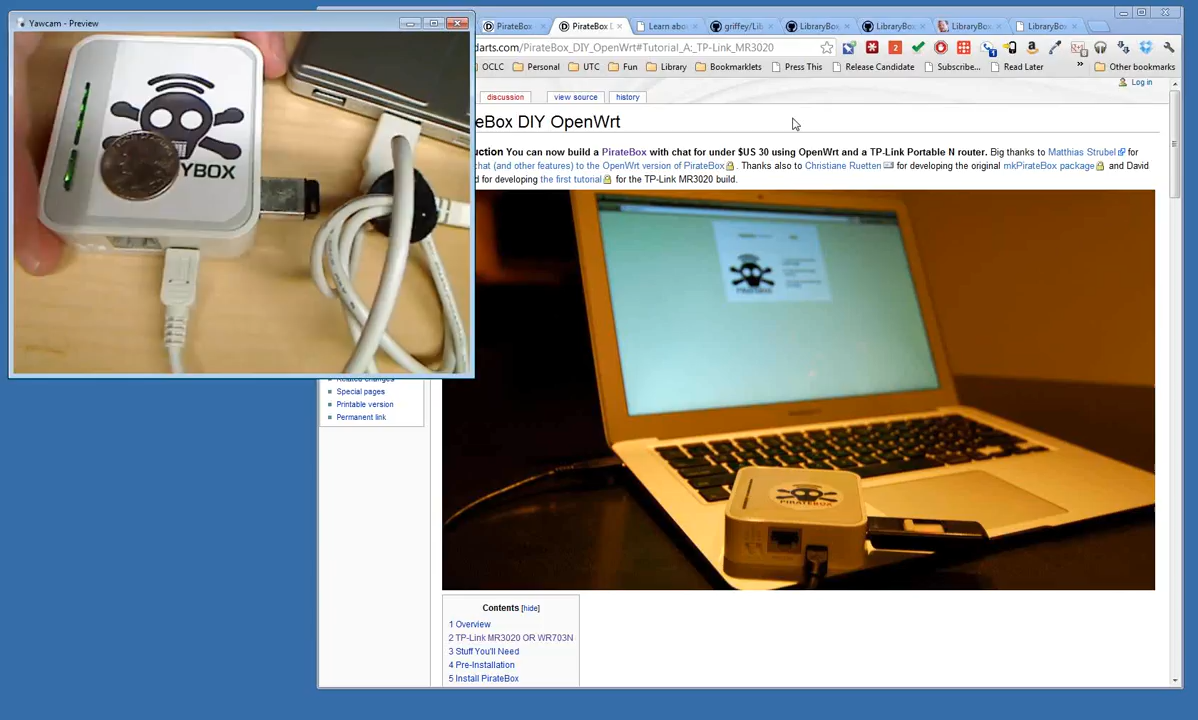 Yawcam - Preview
YBOX
PirateBox
PirateBox D
Learn abou
griffey/Lib
LibraryBox
LibraryBox
LibraryBox
LibraryBox
darts.com/PirateBox_DIY_OpenWrt#Tutorial_A:_TP-Link_MR3020
OCLC Personal UTC Fun Library Bookmarklets Press This Release Candidate Subscribe... Read Later » Other bookmarks
Log in
discussion view source history
eBox DIY OpenWrt
uction You can now build a PirateBox with chat for under $US 30 using OpenWrt and a TP-Link Portable N router. Big thanks to Matthias Strubel for
that (and other features) to the OpenWrt version of PirateBox. Thanks also to Christiane Ruetten for developing the original mkPirateBox package and David
d for developing the first tutorial for the TP-Link MR3020 build.
PIRATEBOX
Related changes
Special pages
Printable version
Permanent link
Contents [hide]
1 Overview
2 TP-Link MR3020 OR WR703N
3 Stuff You'll Need
4 Pre-Installation
5 Install PirateBox